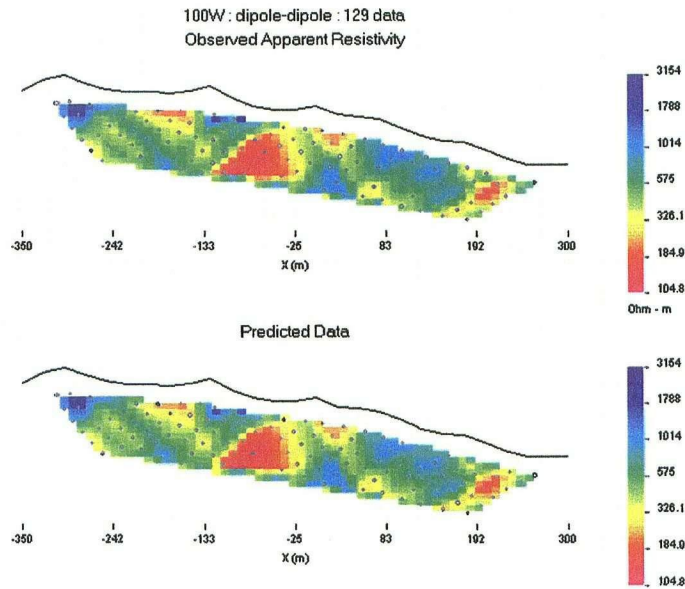 100W : dipole-dipole : 129 data
Observed Apparent Resistivity
3154
1788
1014
575
326.1
184.9
104.8
Ohm - m
-350 -242 -133 -25 83 192 300
X (m)
Predicted Data
3154
1788
1014
575
326.1
184.9
104.8
-350 -242 -133 -25 83 192 300
X (m)